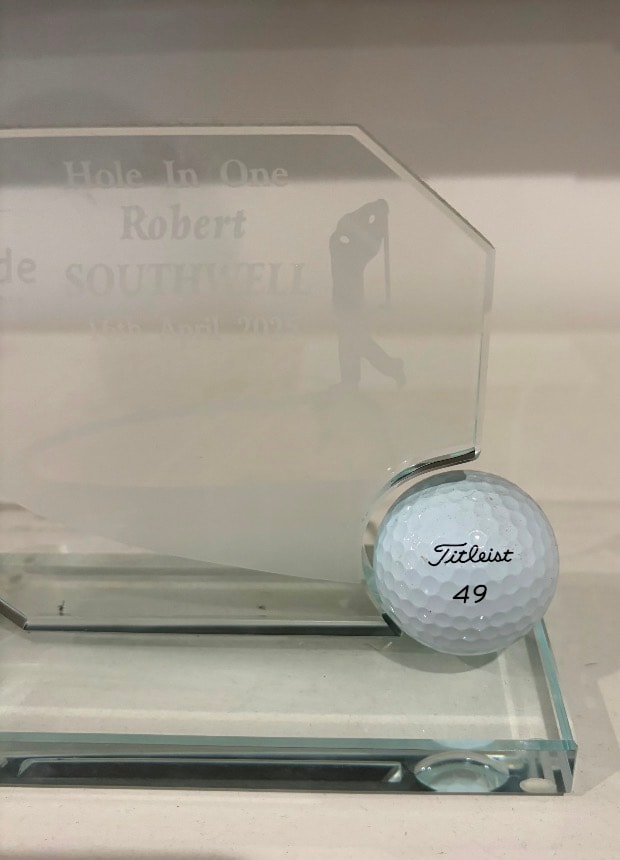 Hole In One
Robert
de
SOUTHWELL
April
Titleist
49